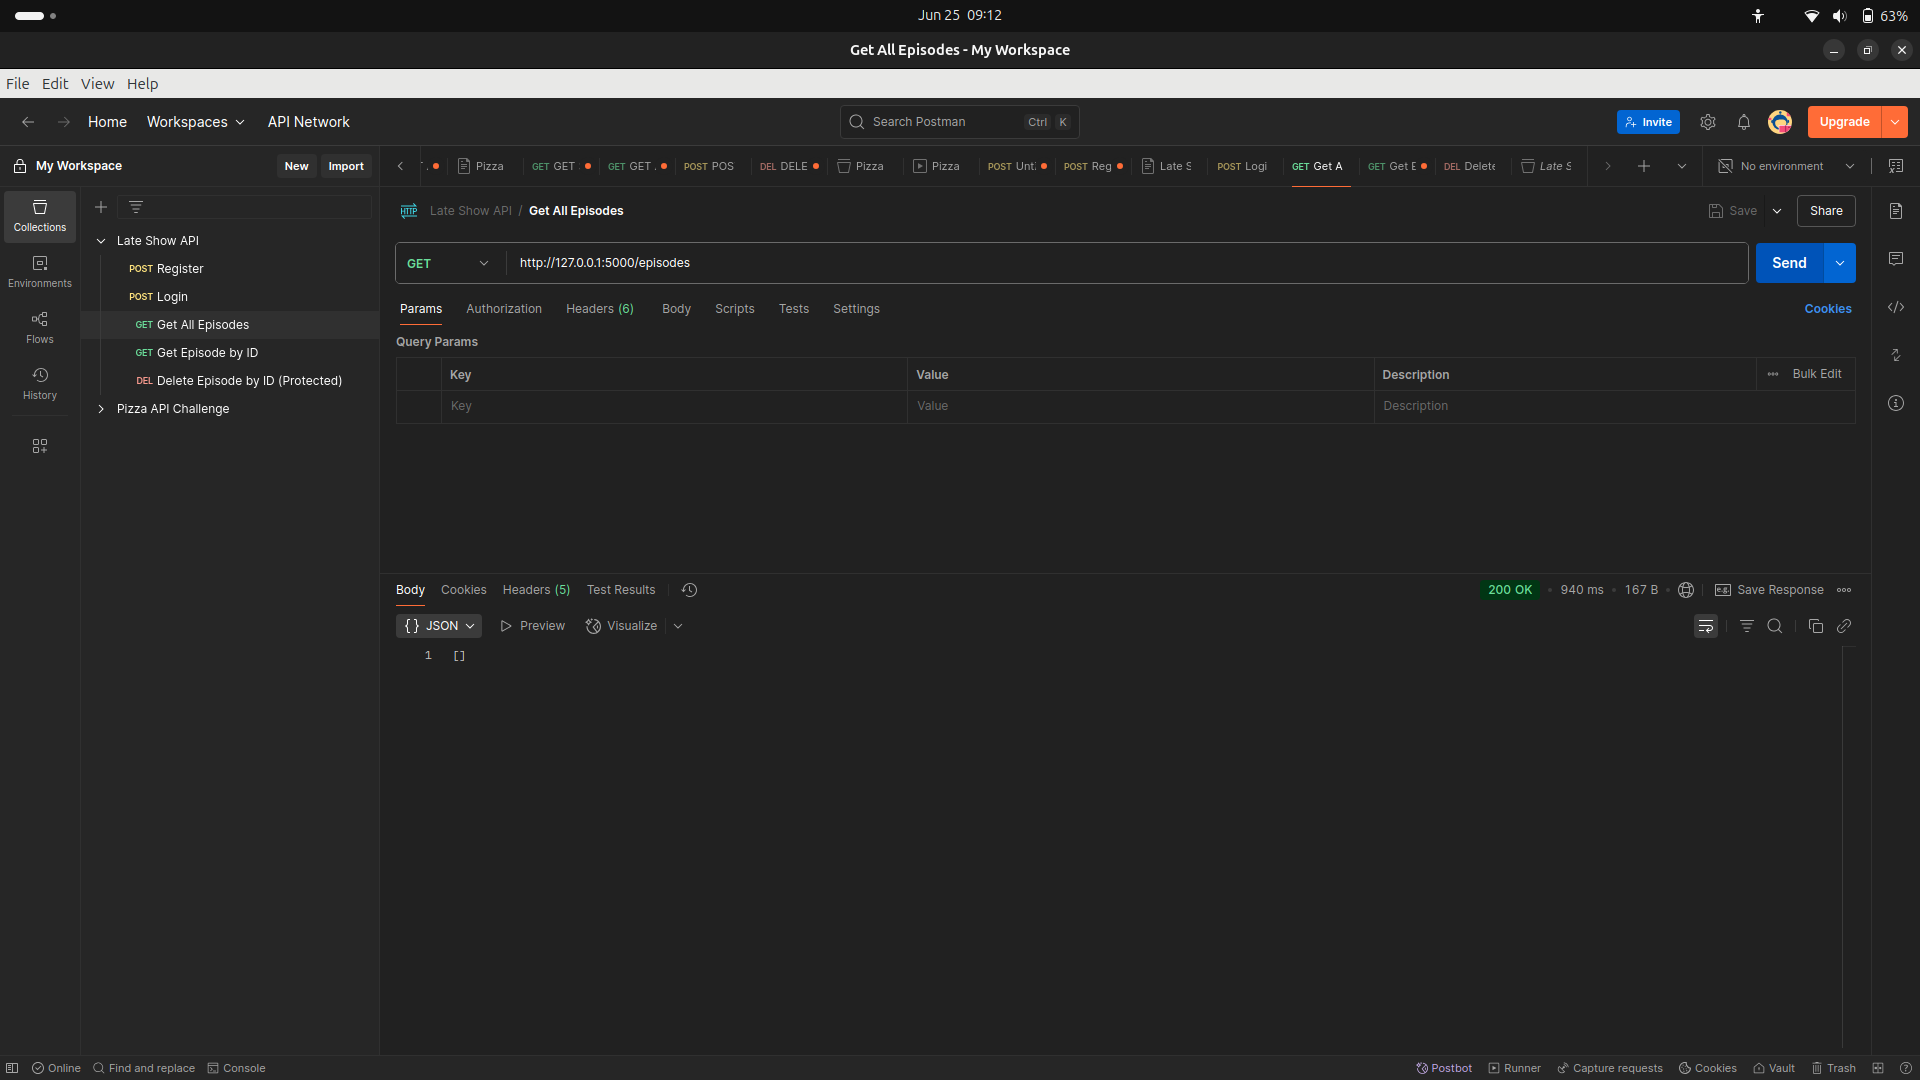 Jun 25 09:12
63%
Get All Episodes - My Workspace
File Edit View Help
Home Workspaces API Network
Search Postman Ctrl K
Invite
Upgrade
My Workspace
New Import
Pizza
GET GET
GET GET .
POST POS
DEL DELE
Pizza
Pizza
POST Unt
POST Reg
Late S
POST Logi
GET Get A
GET Get E
DEL Delete
Late S
No environment
Collections
Environments
Flows
History
Late Show API
POST Register
POST Login
GET Get All Episodes
GET Get Episode by ID
DEL Delete Episode by ID (Protected)
Pizza API Challenge
HTTP Late Show API / Get All Episodes
Save Share
GET http://127.0.0.1:5000/episodes
Send
Params Authorization Headers (6) Body Scripts Tests Settings
Cookies
Query Params
Key Value Description Bulk Edit
Key Value Description
Body Cookies Headers (5) Test Results
200 OK • 940 ms • 167 B •
e.g. Save Response
{} JSON Preview Visualize
1 []
Online Find and replace Console
Postbot Runner Capture requests Cookies Vault Trash